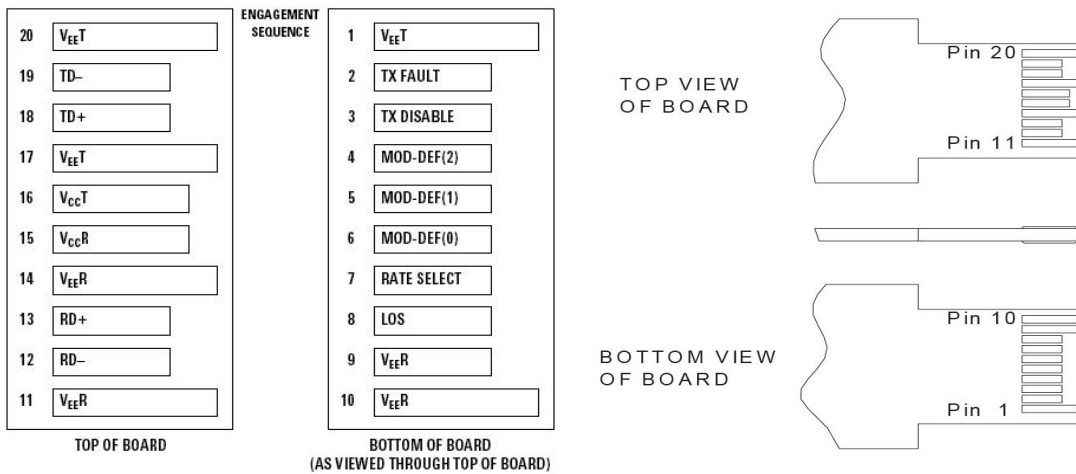 ENGAGEMENT
SEQUENCE
20 VEET
19 TD–
18 TD+
17 VEET
16 VCCT
15 VCCR
14 VEER
13 RD+
12 RD–
11 VEER
TOP OF BOARD
1 VEET
2 TX FAULT
3 TX DISABLE
4 MOD-DEF(2)
5 MOD-DEF(1)
6 MOD-DEF(0)
7 RATE SELECT
8 LOS
9 VEER
10 VEER
BOTTOM OF BOARD
(AS VIEWED THROUGH TOP OF BOARD)
TOP VIEW
OF BOARD
Pin 20
Pin 11
BOTTOM VIEW
OF BOARD
Pin 10
Pin 1